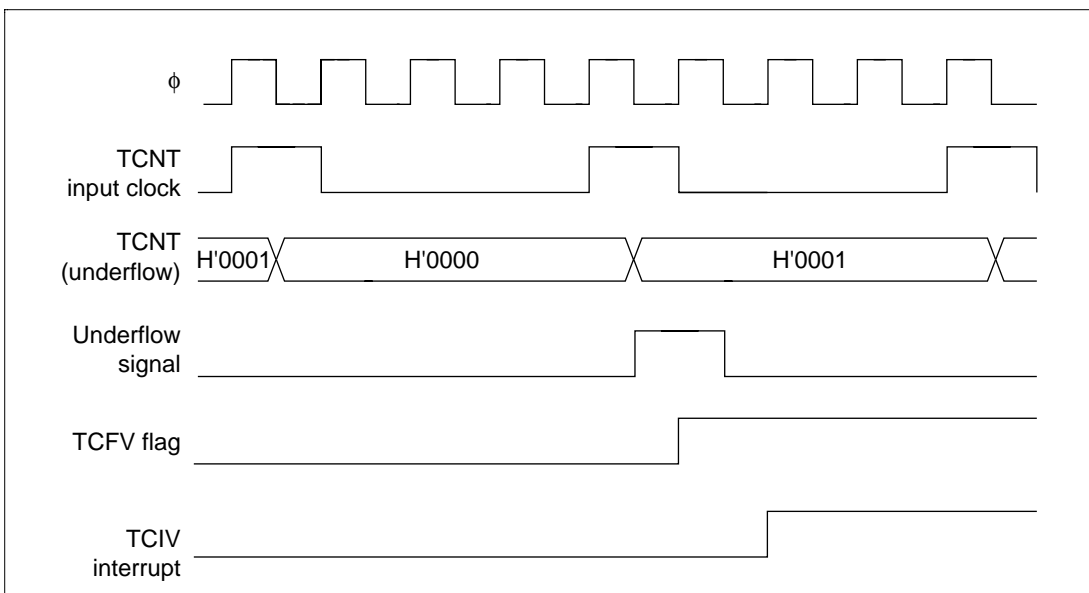 φ
TCNT
input clock
TCNT
(underflow)
H'0001 H'0000 H'0001
Underflow
signal
TCFV flag
TCIV
interrupt